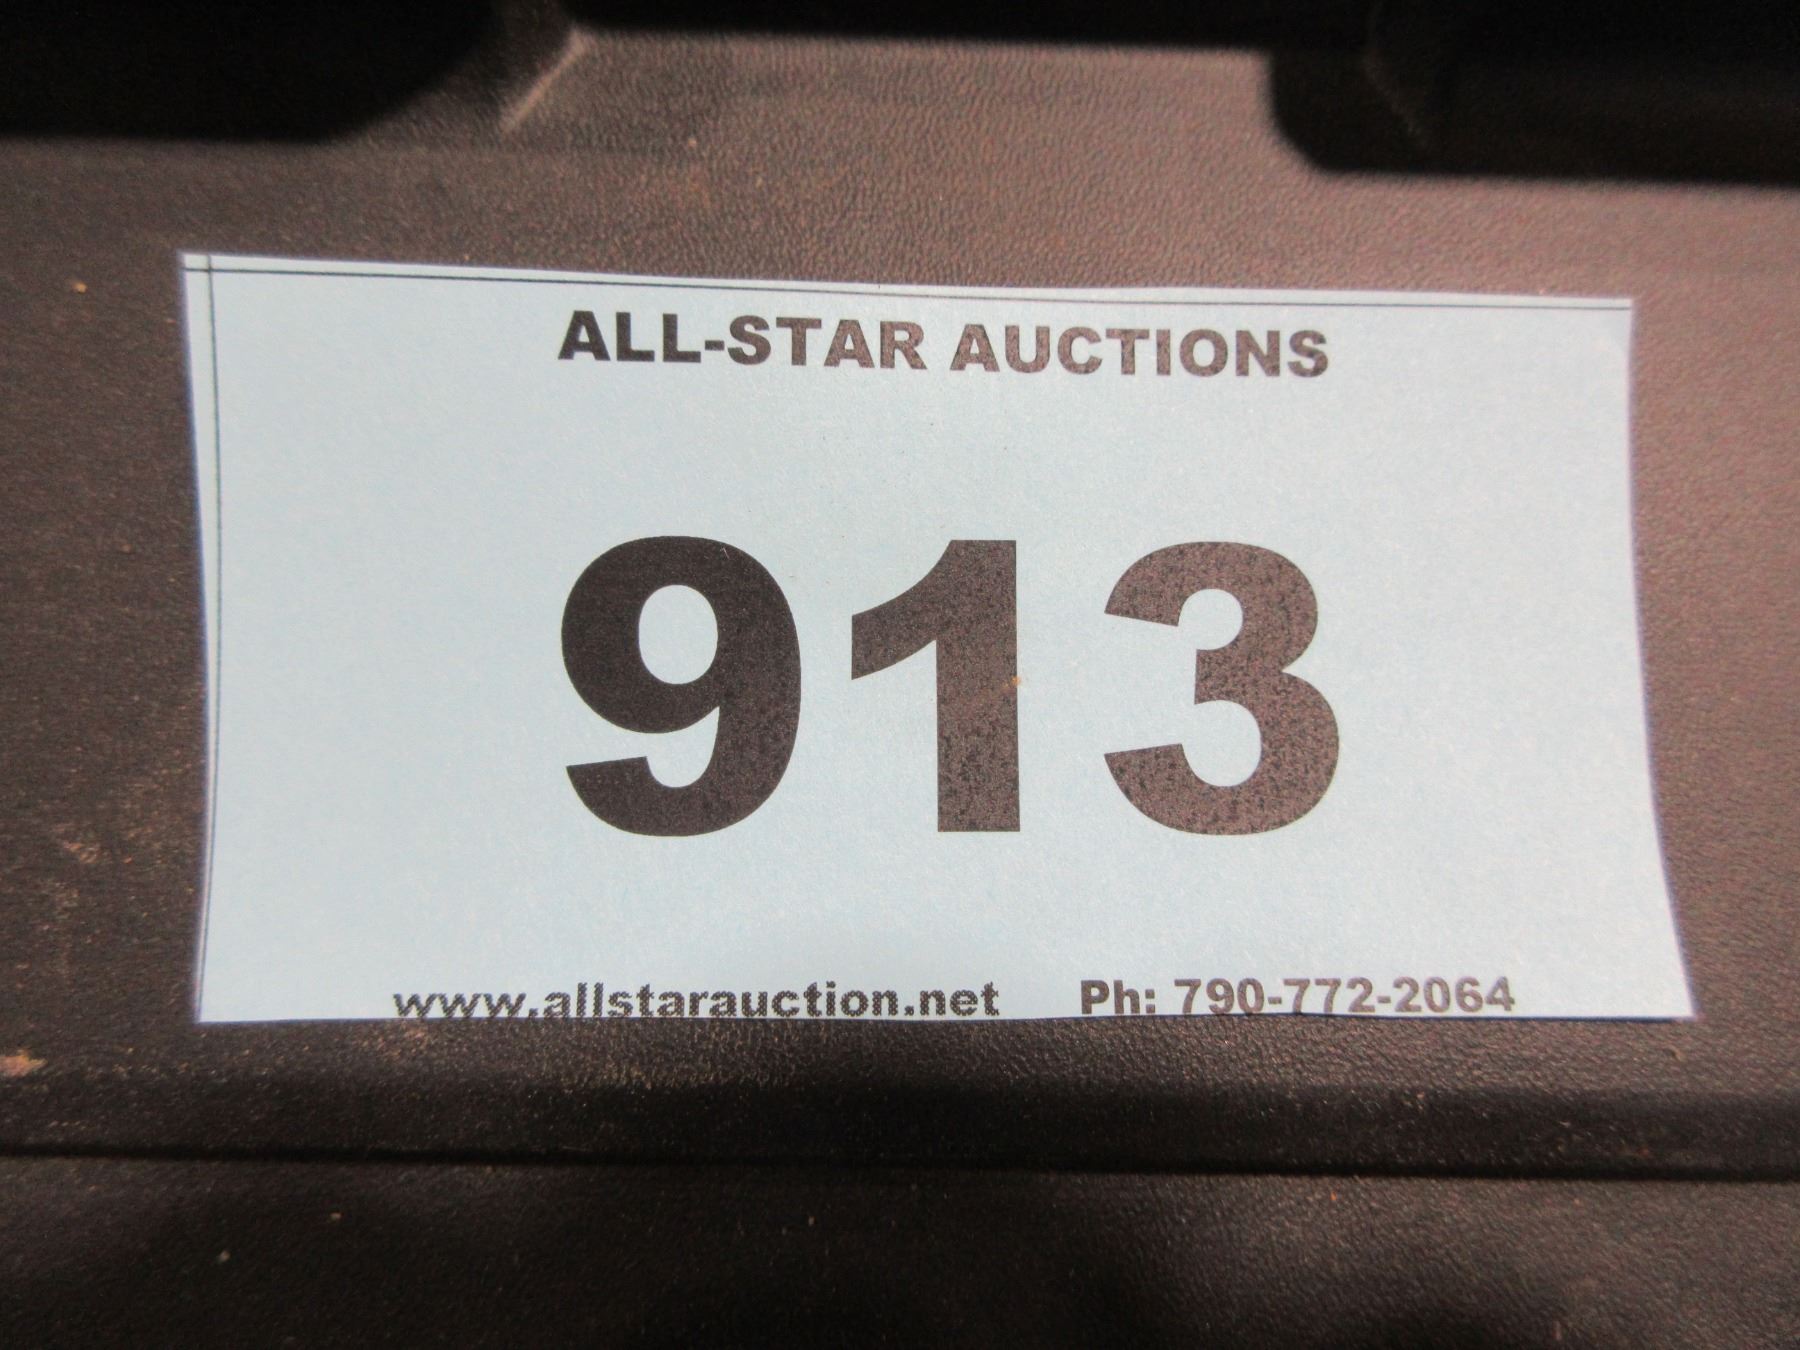 ALL-STAR AUCTIONS
913
www.allstarauction.net Ph: 790-772-2064